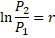 ln P₂/P₁ = r